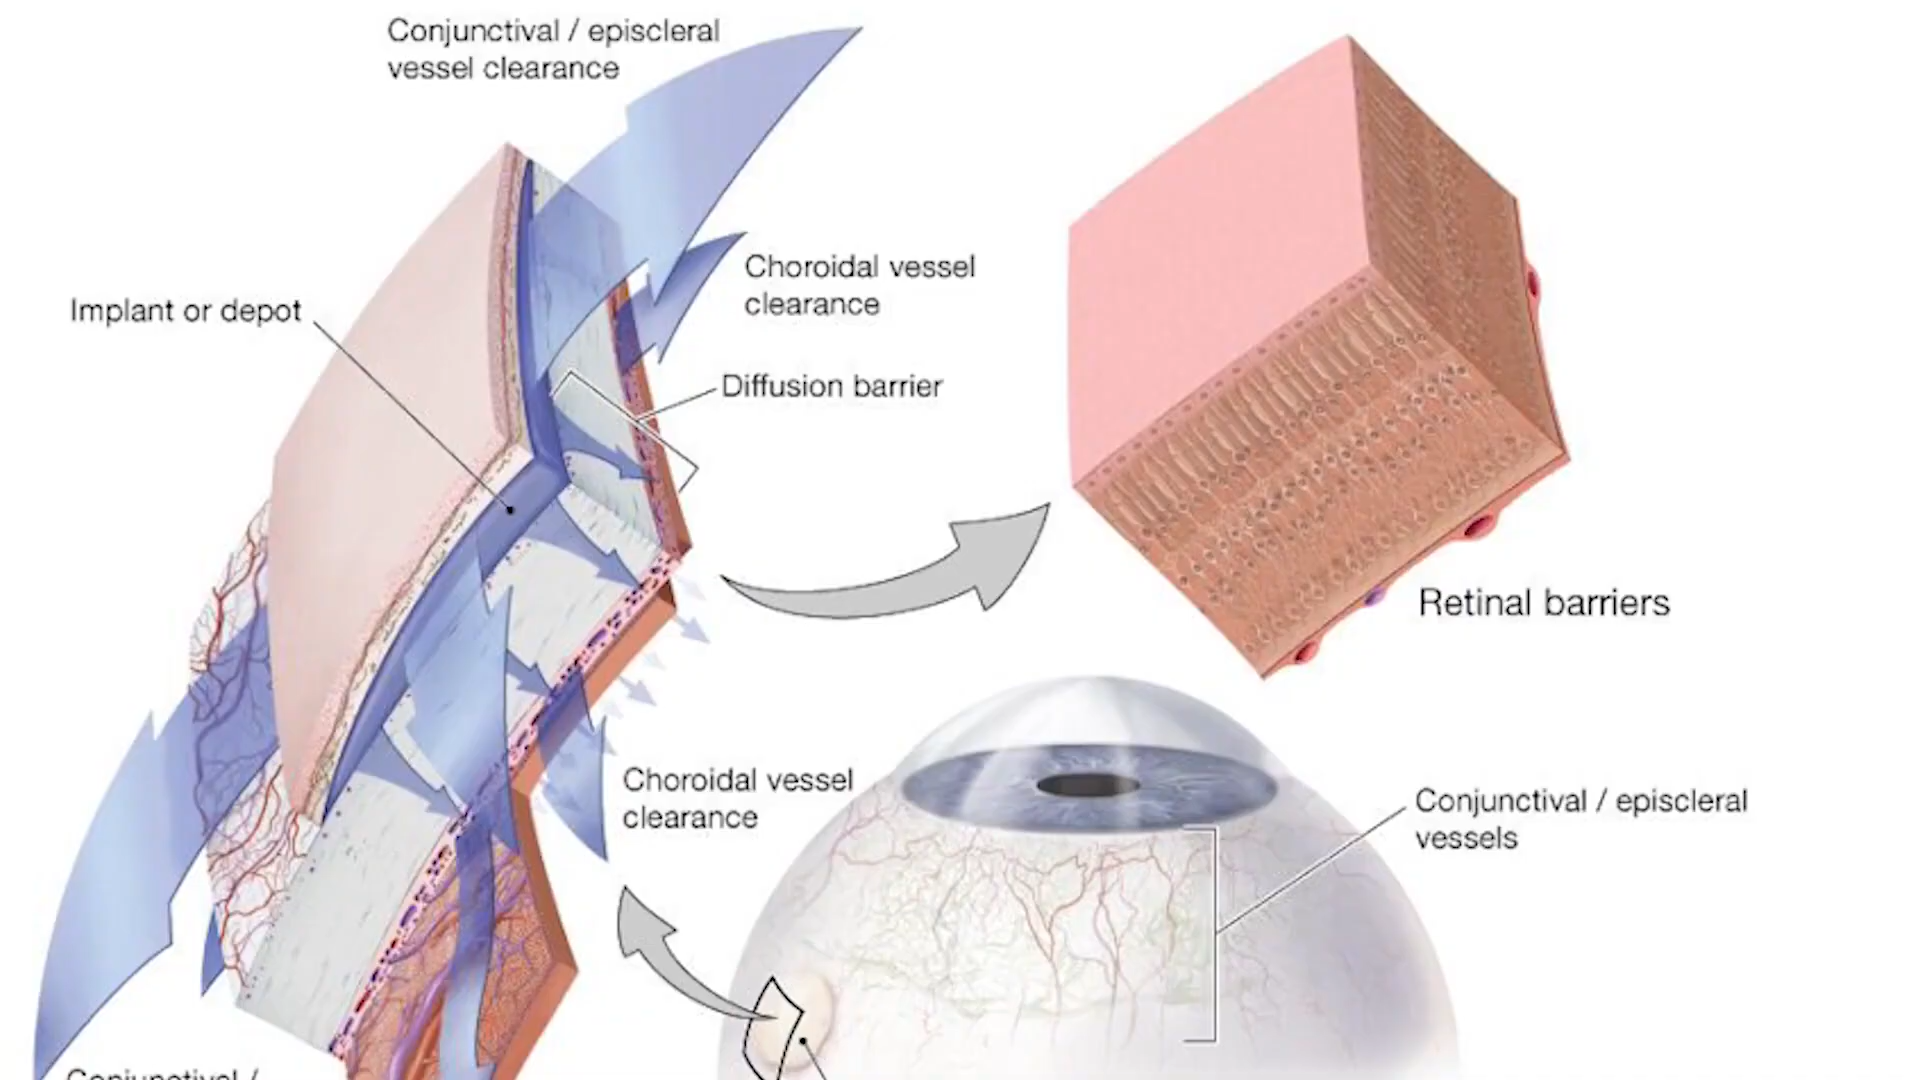 Conjunctival / episcleral
vessel clearance
Choroidal vessel
clearance
Implant or depot
Diffusion barrier
Retinal barriers
Choroidal vessel
clearance
Conjunctival / episcleral
vessels
Conjunctival /